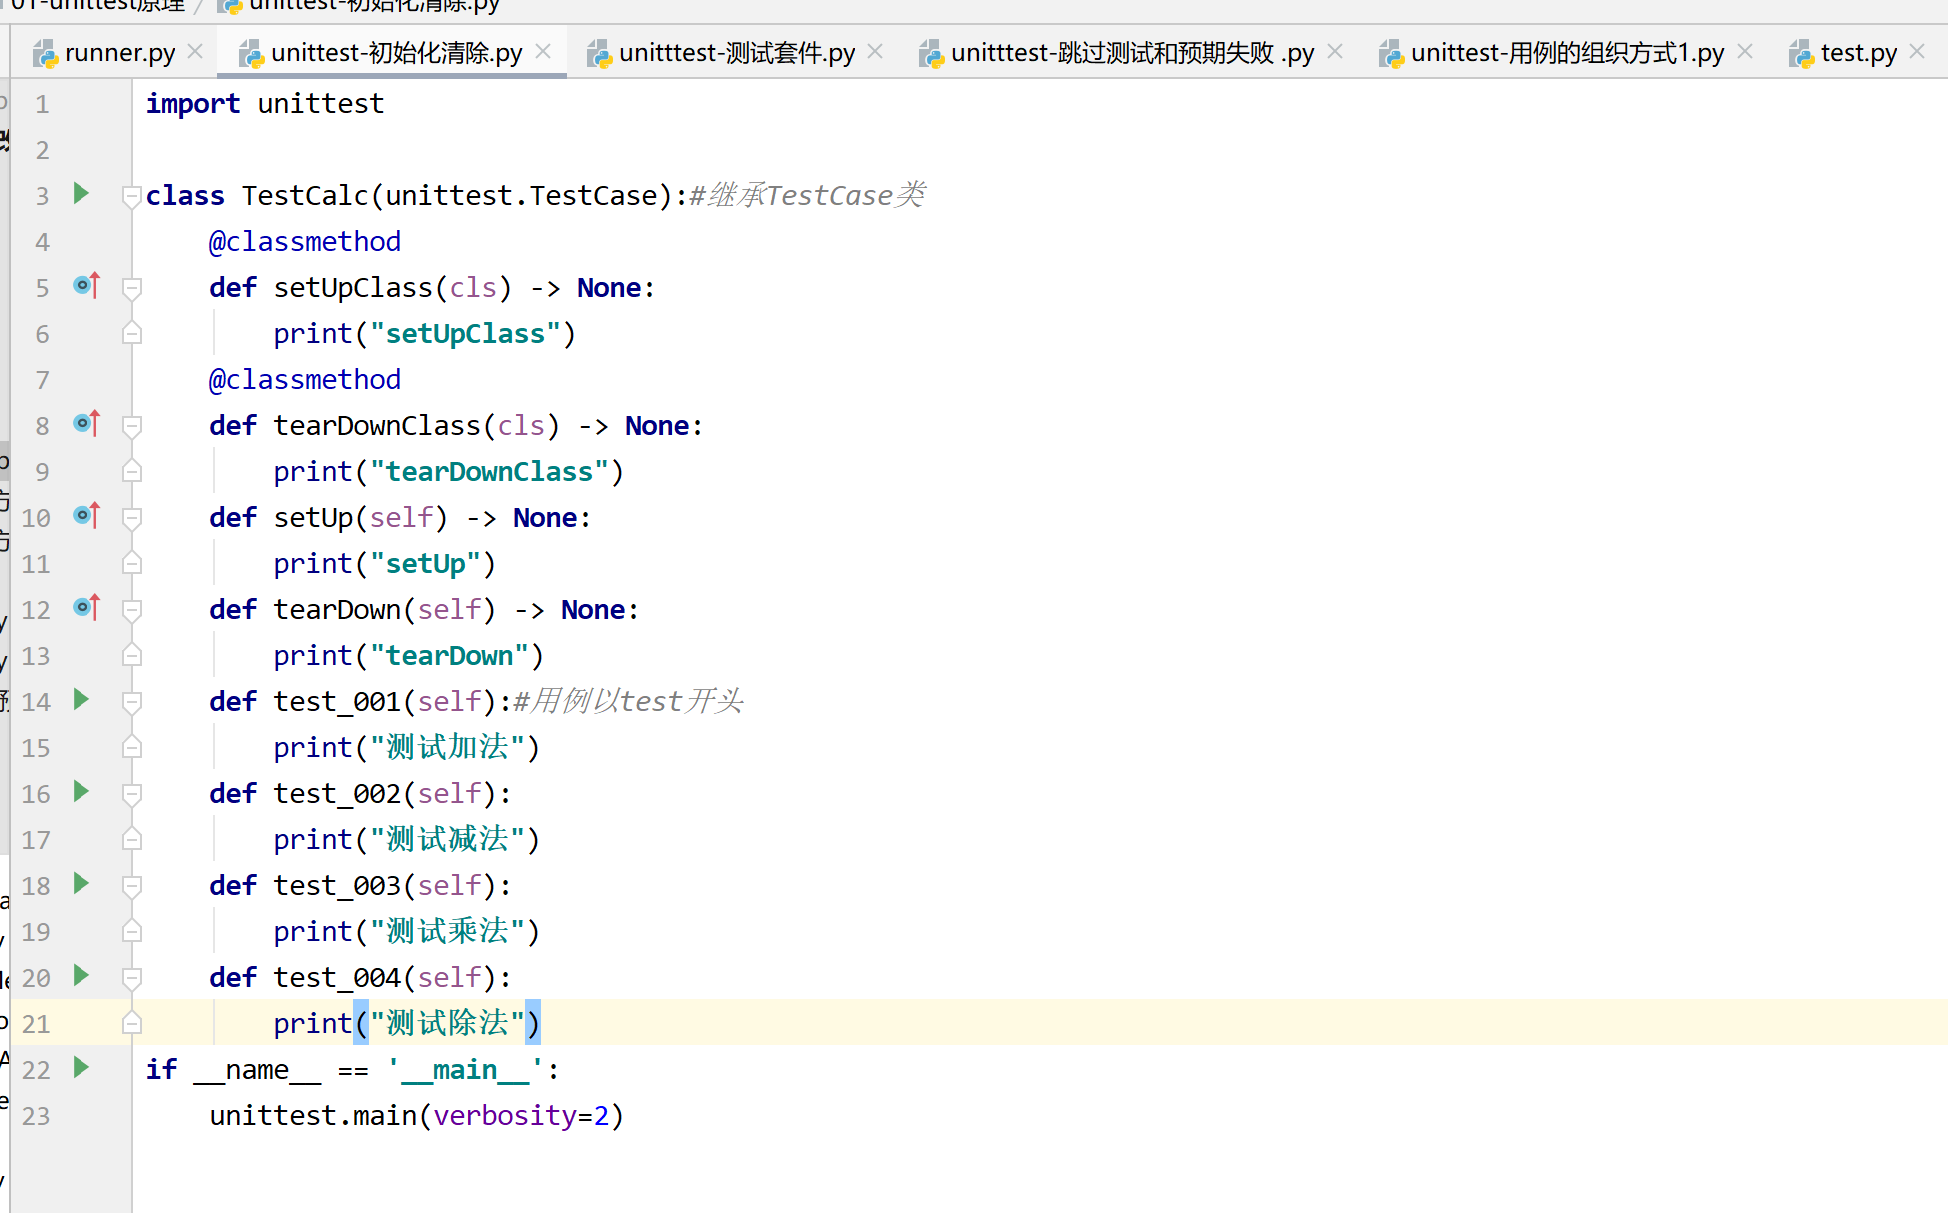 01-unittest原理 / unittest-初始化清除.py
runner.py unittest-初始化清除.py unitttest-测试套件.py unitttest-跳过测试和预期失败 .py unittest-用例的组织方式1.py test.py
1 import unittest
2
3 class TestCalc(unittest.TestCase):#继承TestCase类
4 @classmethod
5 def setUpClass(cls) -> None:
6 print("setUpClass")
7 @classmethod
8 def tearDownClass(cls) -> None:
9 print("tearDownClass")
10 def setUp(self) -> None:
11 print("setUp")
12 def tearDown(self) -> None:
13 print("tearDown")
14 def test_001(self):#用例以test开头
15 print("测试加法")
16 def test_002(self):
17 print("测试减法")
18 def test_003(self):
19 print("测试乘法")
20 def test_004(self):
21 print("测试除法")
22 if __name__ == '__main__':
23 unittest.main(verbosity=2)